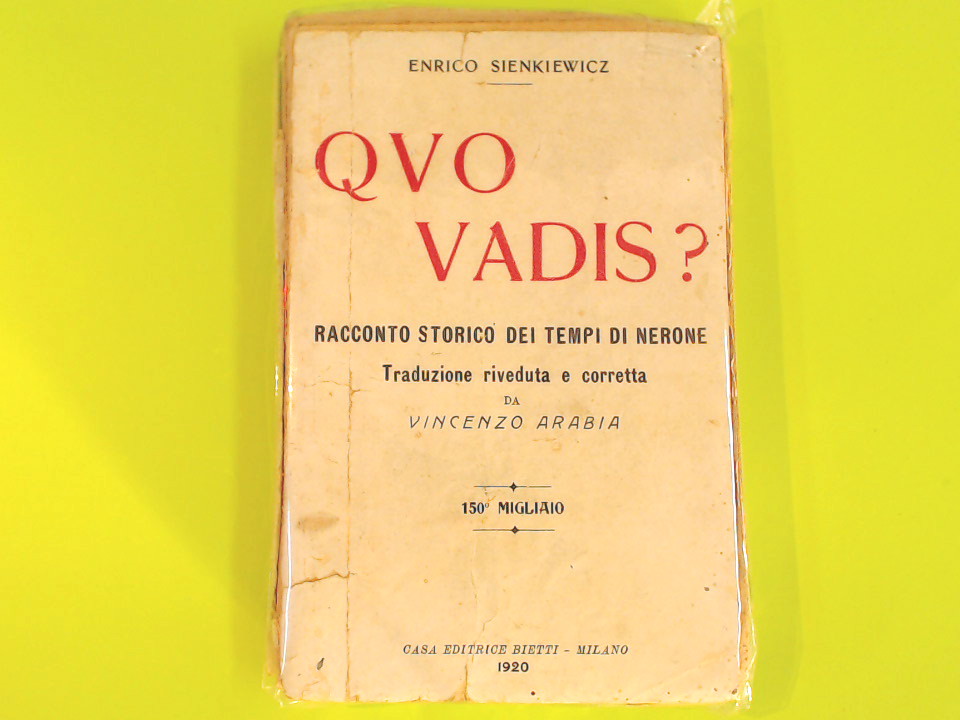 ENRICO SIENKIEWICZ
QVO
VADIS?
RACCONTO STORICO DEI TEMPI DI NERONE
Traduzione riveduta e corretta
DA
VINCENZO ARABIA
150° MIGLIAIO
CASA EDITRICE BIETTI - MILANO
1920